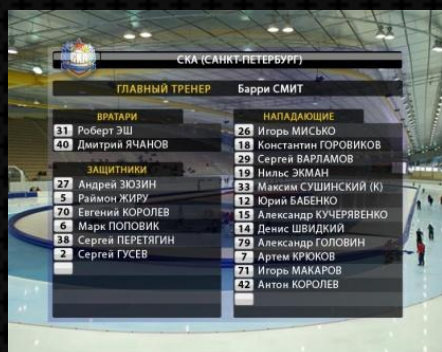 СКА
СКА (САНКТ-ПЕТЕРБУРГ)
ГЛАВНЫЙ ТРЕНЕР Барри СМИТ
ВРАТАРИ
31 Роберт ЭШ
40 Дмитрий ЯЧАНОВ
ЗАЩИТНИКИ
27 Андрей ЗЮЗИН
5 Раймон ЖИРУ
70 Евгений КОРОЛЕВ
6 Марк ПОПОВИК
38 Сергей ПЕРЕТЯГИН
2 Сергей ГУСЕВ
НАПАДАЮЩИЕ
26 Игорь МИСЬКО
18 Константин ГОРОВИКОВ
29 Сергей ВАРЛАМОВ
19 Нильс ЭКМАН
33 Максим СУШИНСКИЙ (К)
12 Юрий БАБЕНКО
15 Александр КУЧЕРЯВЕНКО
14 Денис ШВИДКИЙ
79 Александр ГОЛОВИН
7 Артем КРЮКОВ
71 Игорь МАКАРОВ
42 Антон КОРОЛЕВ